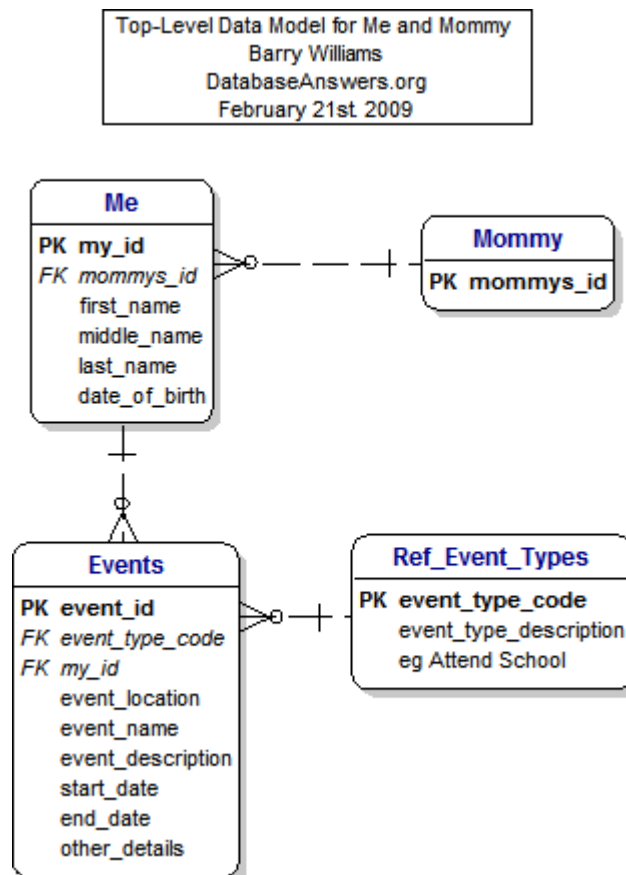 Top-Level Data Model for Me and Mommy
Barry Williams
DatabaseAnswers.org
February 21st. 2009
Me
PK my_id
FK mommys_id
first_name
middle_name
last_name
date_of_birth
Mommy
PK mommys_id
Events
PK event_id
FK event_type_code
FK my_id
event_location
event_name
event_description
start_date
end_date
other_details
Ref_Event_Types
PK event_type_code
event_type_description
eg Attend School